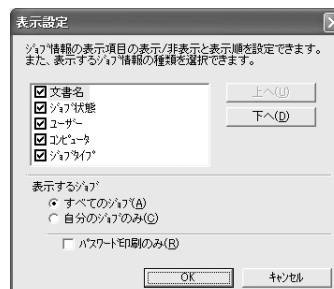 表示設定
ｼﾞｮﾌﾞ情報の表示項目の表示/非表示と表示順を設定できます。
また、表示するｼﾞｮﾌﾞ情報の種類を選択できます。
文書名
ｼﾞｮﾌﾞ状態
ﾕｰｻﾞｰ
ｺﾝﾋﾟｭｰﾀ
ｼﾞｮﾌﾞﾀｲﾌﾟ
上へ(U)
下へ(D)
表示するｼﾞｮﾌﾞ
すべてのｼﾞｮﾌﾞ(A)
自分のｼﾞｮﾌﾞのみ(C)
ﾊﾟｽﾜｰﾄﾞ印刷のみ(R)
OK
ｷｬﾝｾﾙ